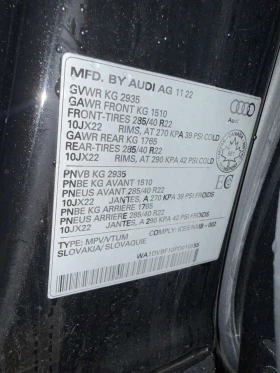 MFD. BY AUDI AG 11 22
GVWR KG 2935
GAWR FRONT KG 1510
FRONT-TIRES 285/40 R22
10JX22 RIMS, AT 270 KPA 39 PSI COLD
GAWR REAR KG 1765
REAR-TIRES 285/40 R22
10JX22 RIMS, AT 290 KPA 42 PSI COLD
Audi
PNVB KG 2935
PNBE KG AVANT 1510
PNEUS AVANT 285/40 R22
10JX22 JANTES, A 270 KPA 39 PSI FROIDS
PNBE KG ARRIERE 1765
PNEUS ARRIERE 285/40 R22
10JX22 JANTES, A 290 KPA 42 PSI FROIDS
TYPE: MPV/VTUM
SLOVAKIA/ SLOVAQUIE